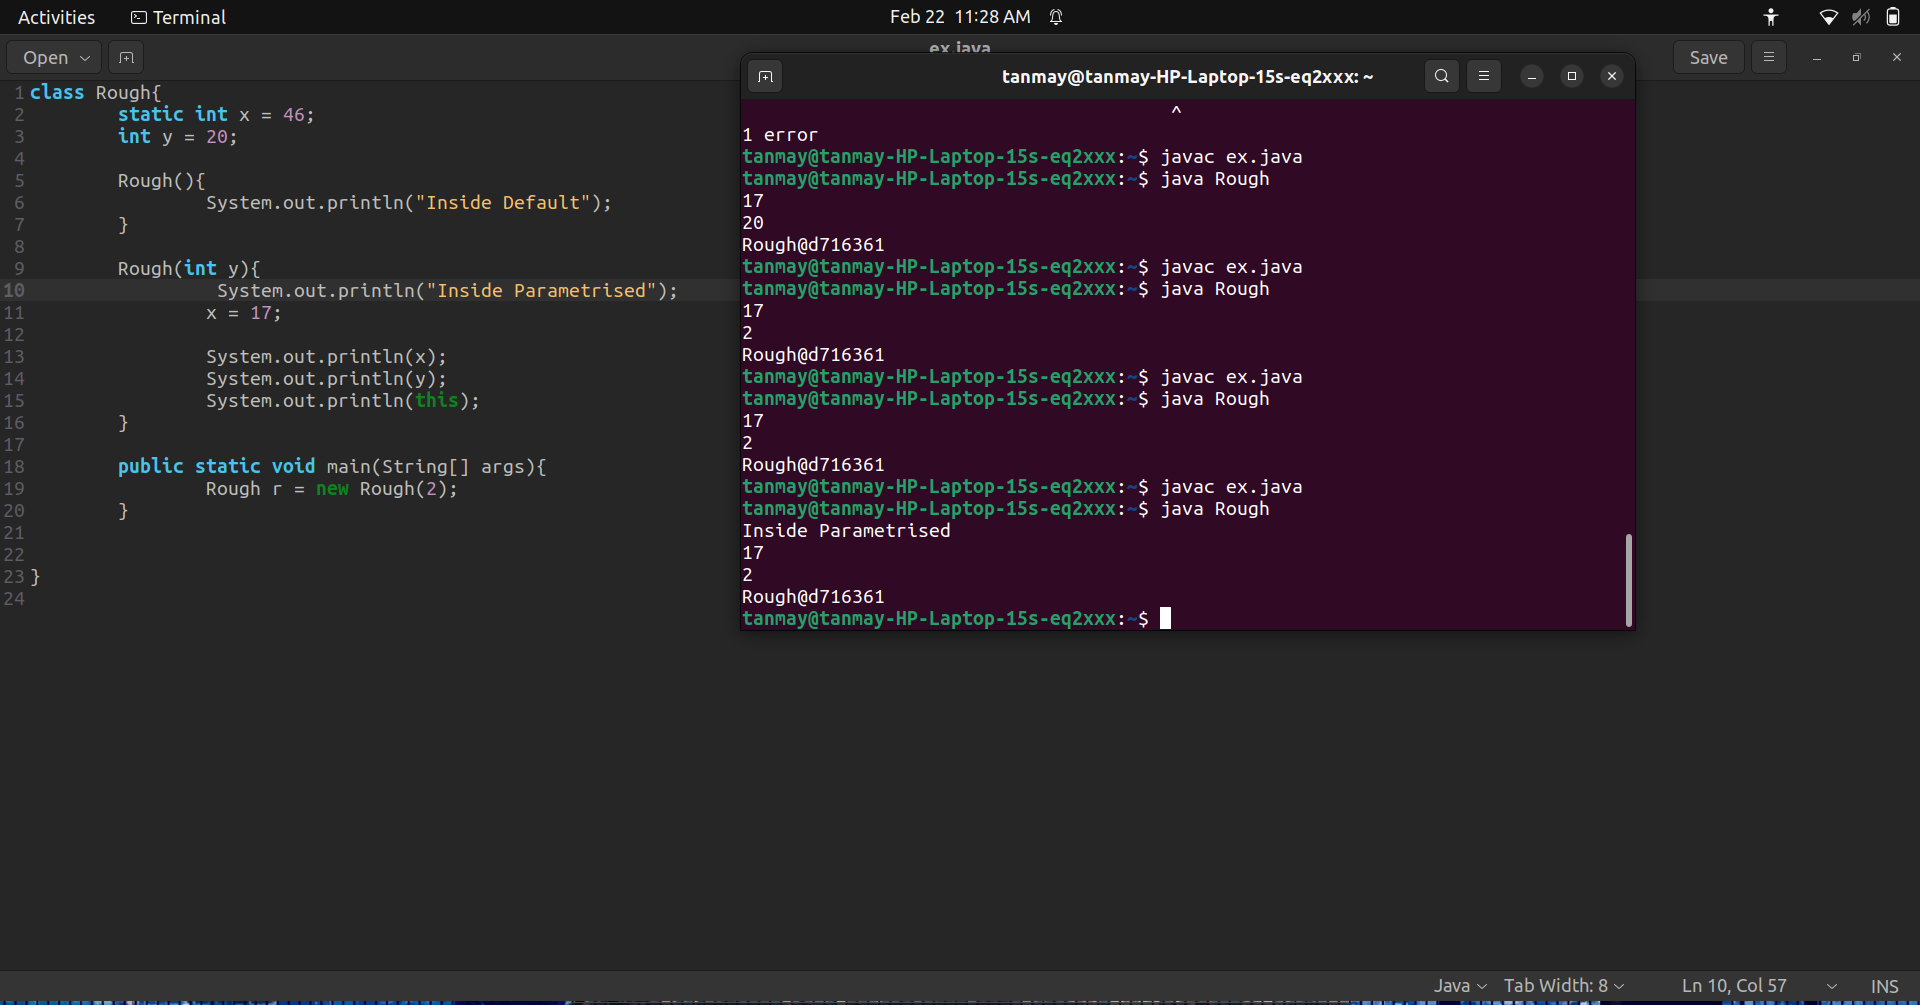 Activities Terminal Feb 22 11:28 AM
Open ex.java Save
1 class Rough{
2 static int x = 46;
3 int y = 20;
4
5 Rough(){
6 System.out.println("Inside Default");
7 }
8
9 Rough(int y){
10 System.out.println("Inside Parametrised");
11 x = 17;
12
13 System.out.println(x);
14 System.out.println(y);
15 System.out.println(this);
16 }
17
18 public static void main(String[] args){
19 Rough r = new Rough(2);
20 }
21
22
23 }
24
tanmay@tanmay-HP-Laptop-15s-eq2xxx: ~
^
1 error
tanmay@tanmay-HP-Laptop-15s-eq2xxx:~$ javac ex.java
tanmay@tanmay-HP-Laptop-15s-eq2xxx:~$ java Rough
17
20
Rough@d716361
tanmay@tanmay-HP-Laptop-15s-eq2xxx:~$ javac ex.java
tanmay@tanmay-HP-Laptop-15s-eq2xxx:~$ java Rough
17
2
Rough@d716361
tanmay@tanmay-HP-Laptop-15s-eq2xxx:~$ javac ex.java
tanmay@tanmay-HP-Laptop-15s-eq2xxx:~$ java Rough
17
2
Rough@d716361
tanmay@tanmay-HP-Laptop-15s-eq2xxx:~$ javac ex.java
tanmay@tanmay-HP-Laptop-15s-eq2xxx:~$ java Rough
Inside Parametrised
17
2
Rough@d716361
tanmay@tanmay-HP-Laptop-15s-eq2xxx:~$
Java Tab Width: 8 Ln 10, Col 57 INS